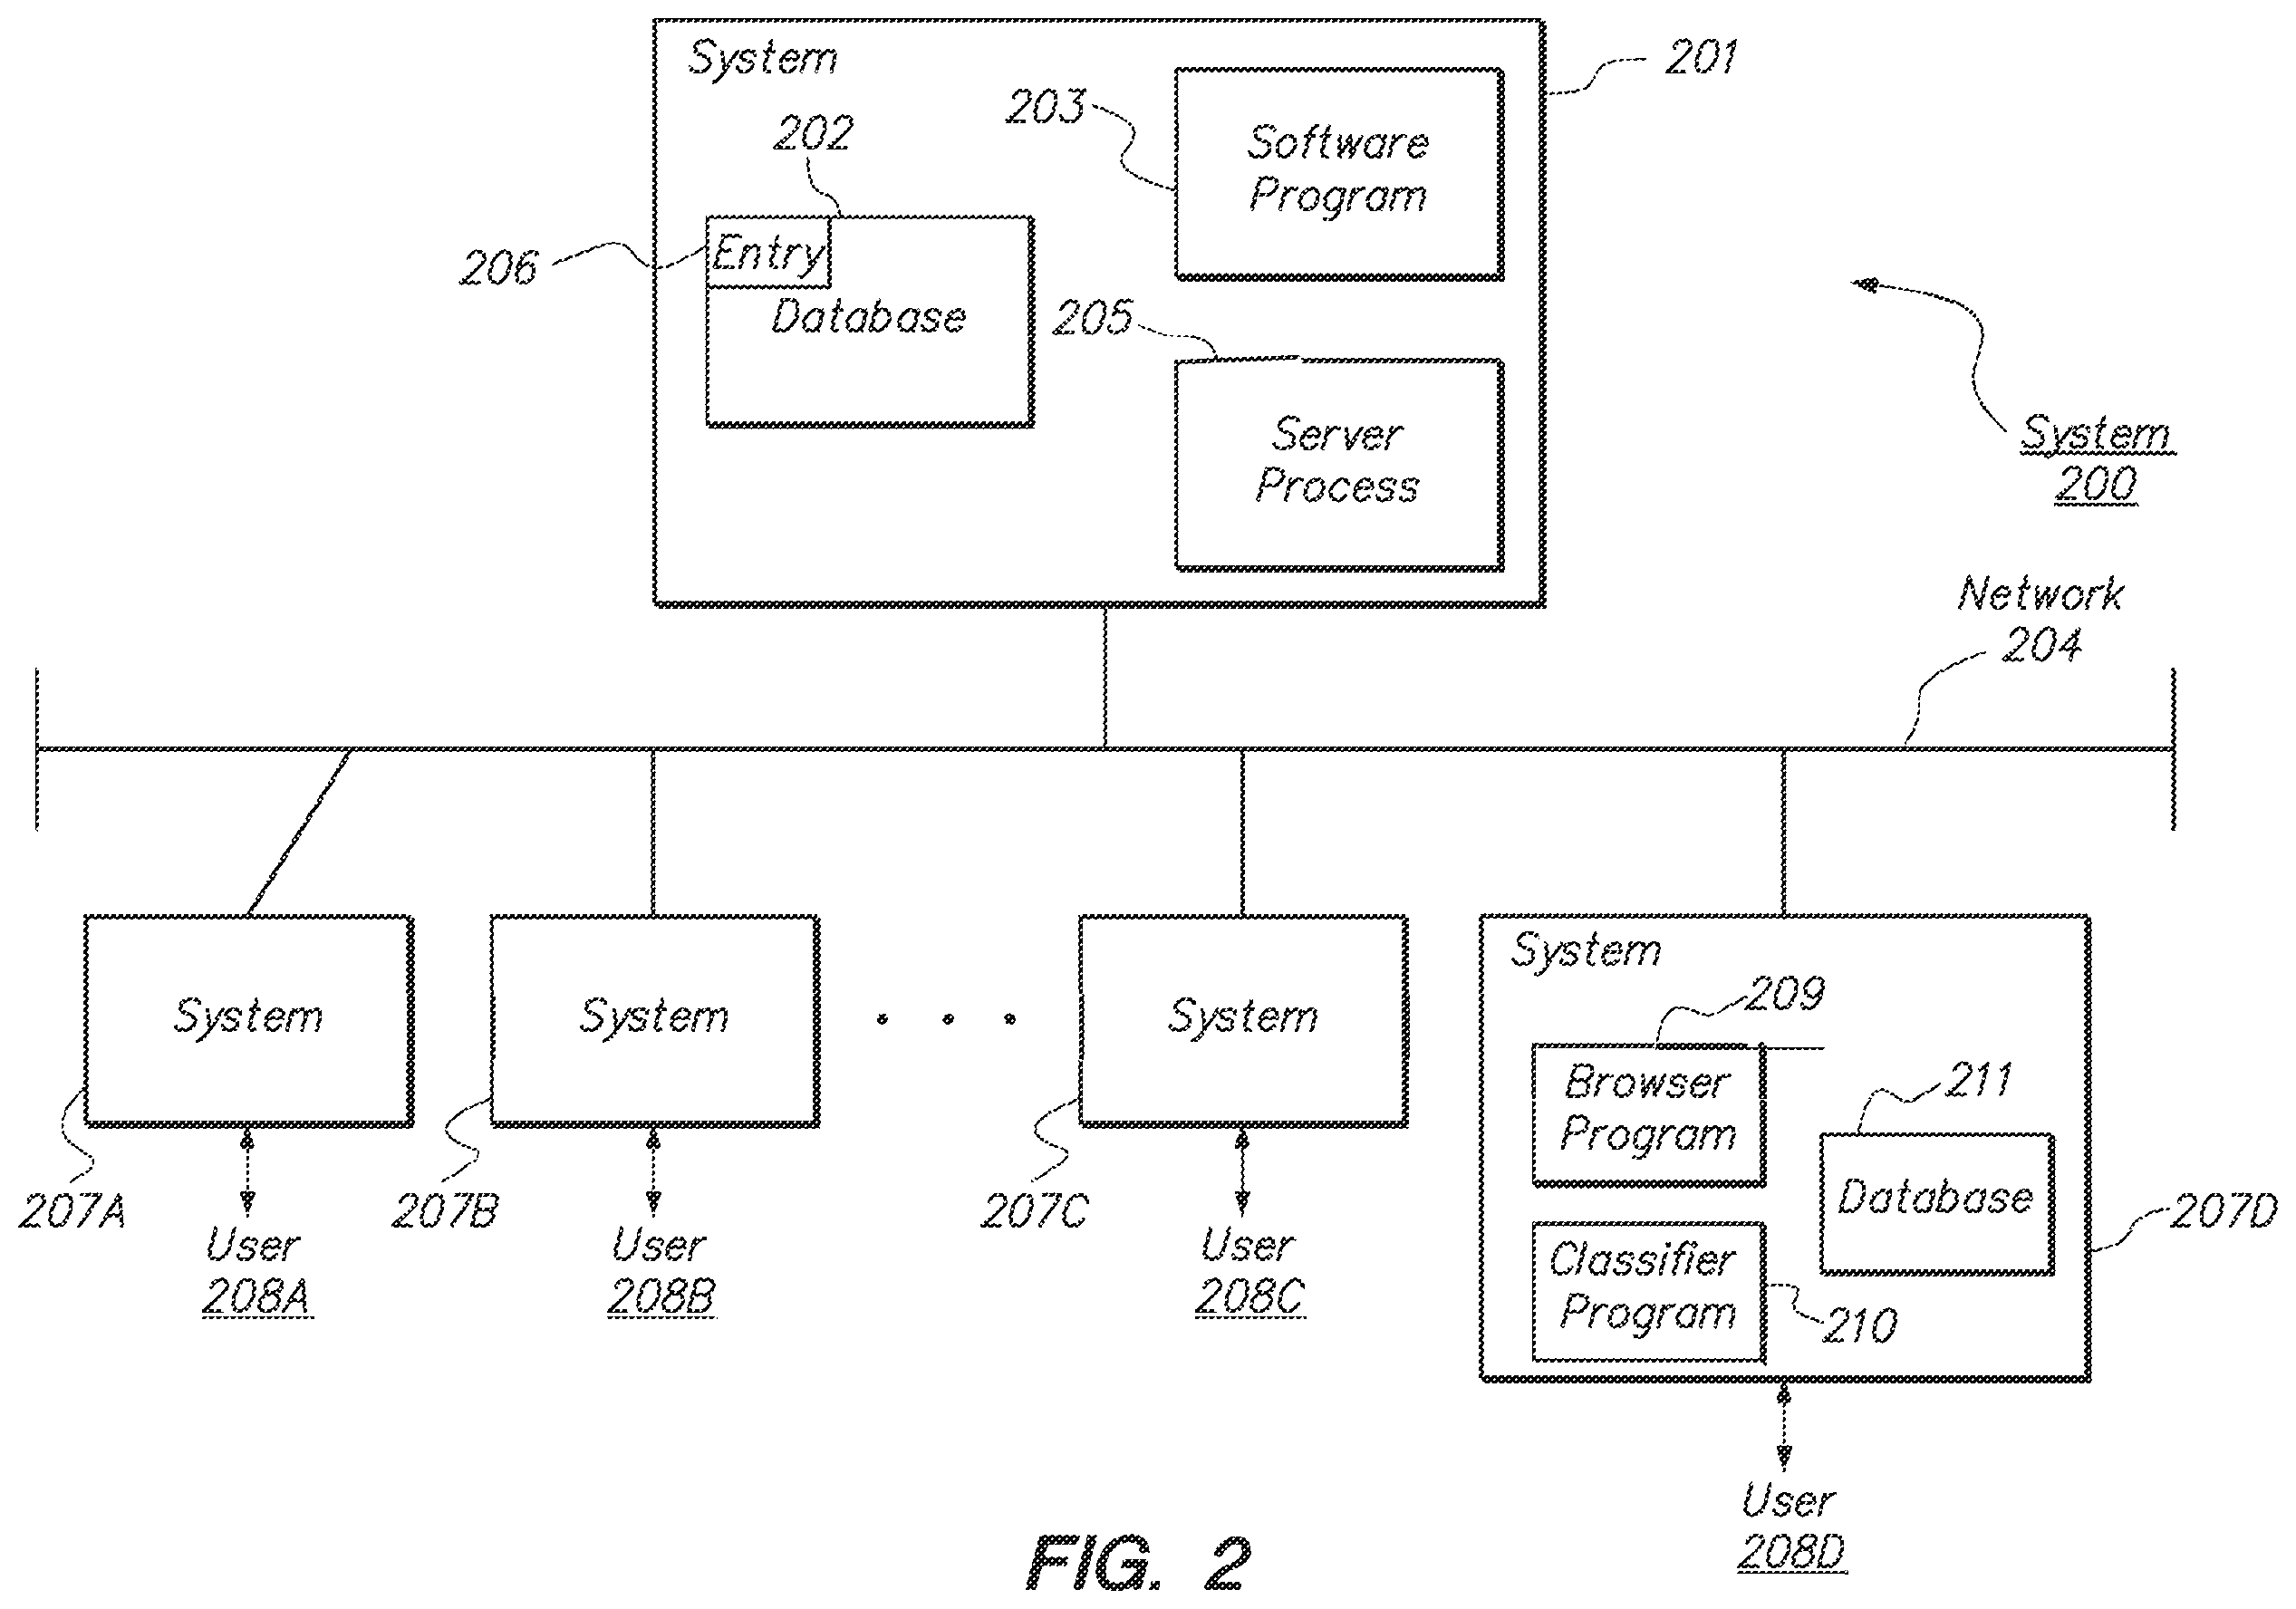 System
201
203
Software
Program
202
206
Entry
Database
205
Server
Process
System
200
Network
204
System
System
. . .
System
System
209
Browser
Program
211
Database
Classifier
Program
210
207A
207B
207C
207D
User
208A
User
208B
User
208C
User
208D
FIG. 2